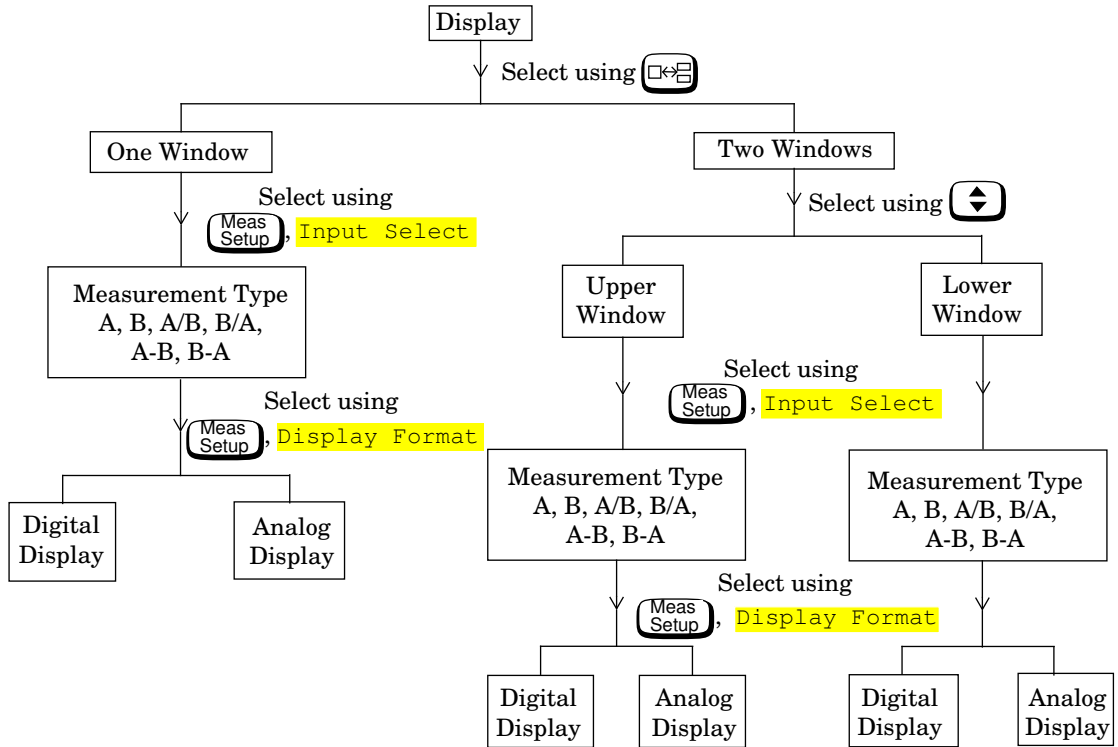 Display
Select using
One Window
Two Windows
Select using
Meas
Setup, Input Select
Select using
Measurement Type
A, B, A/B, B/A,
A-B, B-A
Upper
Window
Lower
Window
Select using
Meas
Setup, Display Format
Select using
Meas
Setup, Input Select
Digital
Display
Analog
Display
Measurement Type
A, B, A/B, B/A,
A-B, B-A
Measurement Type
A, B, A/B, B/A,
A-B, B-A
Select using
Meas
Setup, Display Format
Digital
Display
Analog
Display
Digital
Display
Analog
Display